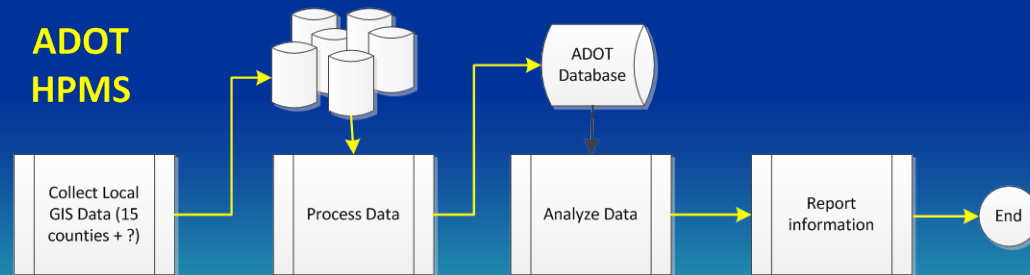 ADOT
HPMS
ADOT
Database
Collect Local
GIS Data (15
counties + ?)
Process Data
Analyze Data
Report
information
End